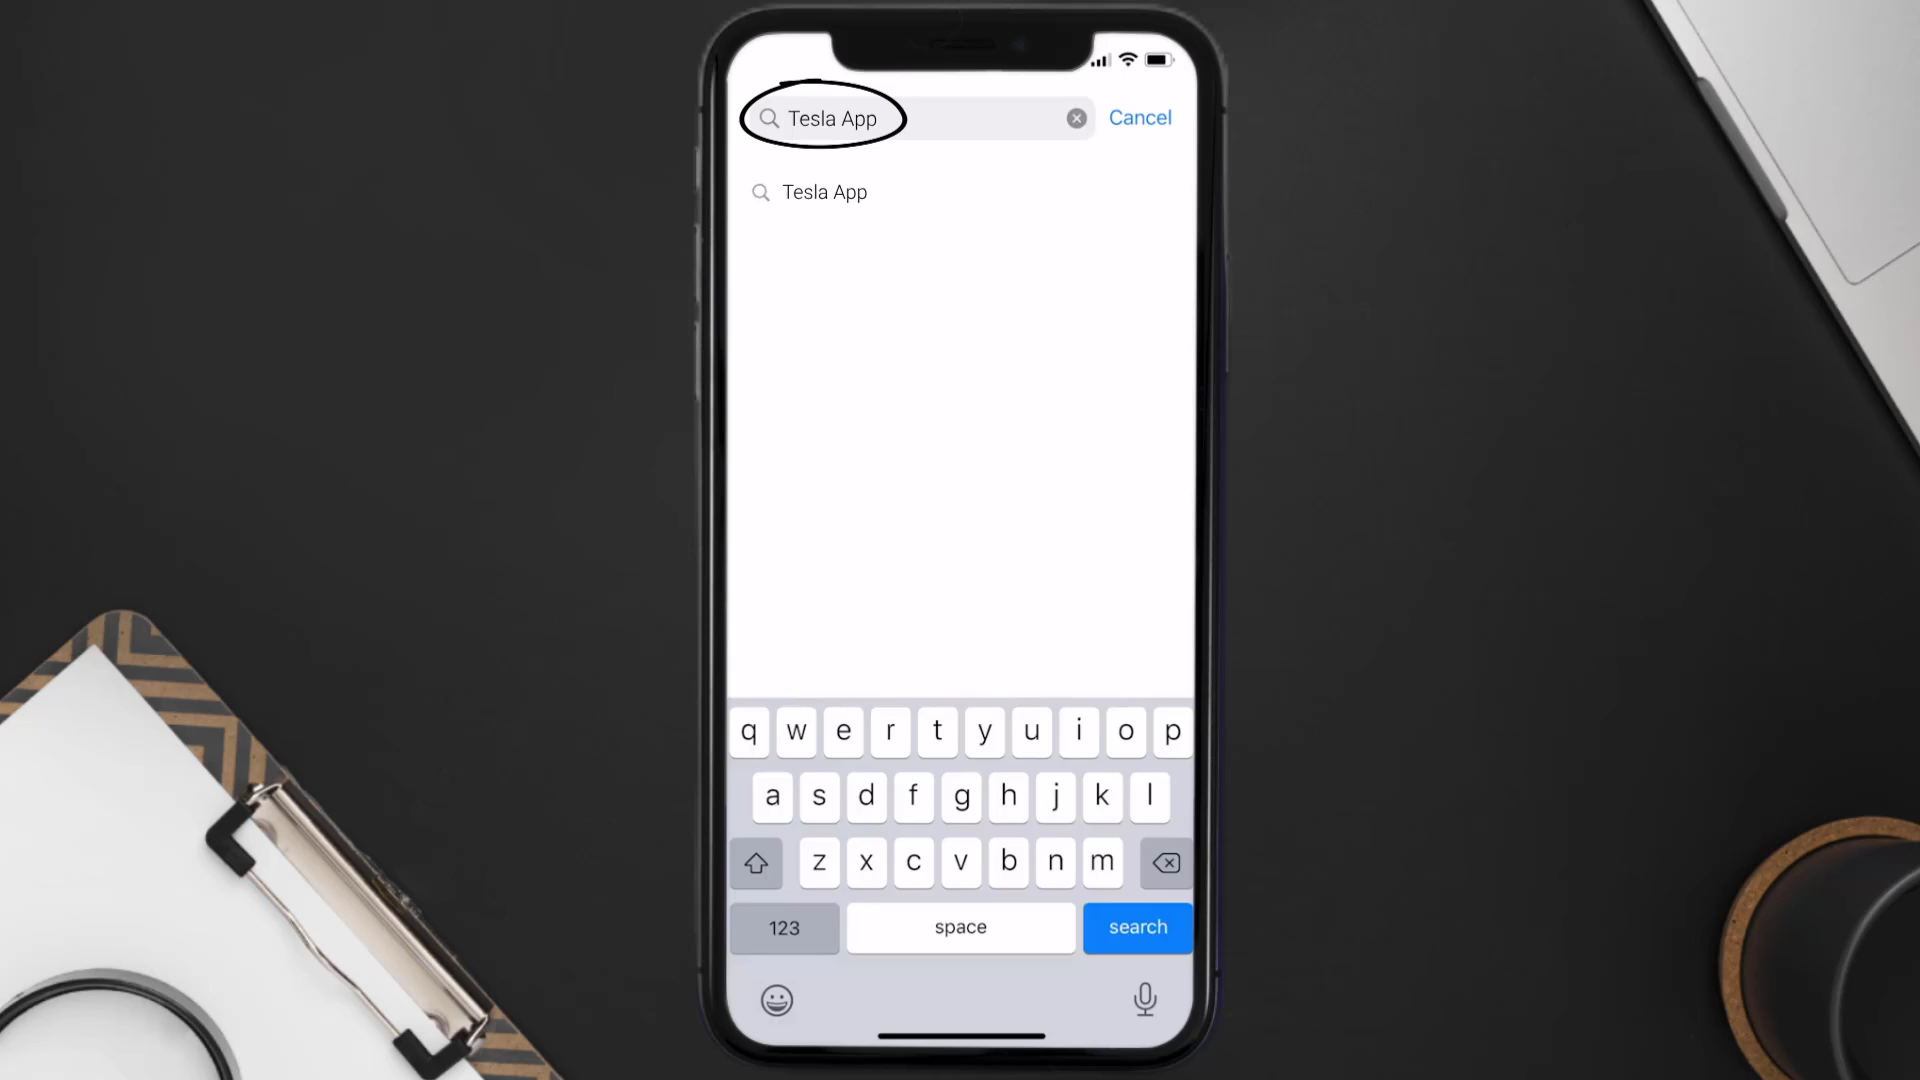 Tesla App
Cancel
Tesla App
q w e r t y u i o p
a s d f g h j k l
z x c v b n m
123 space search